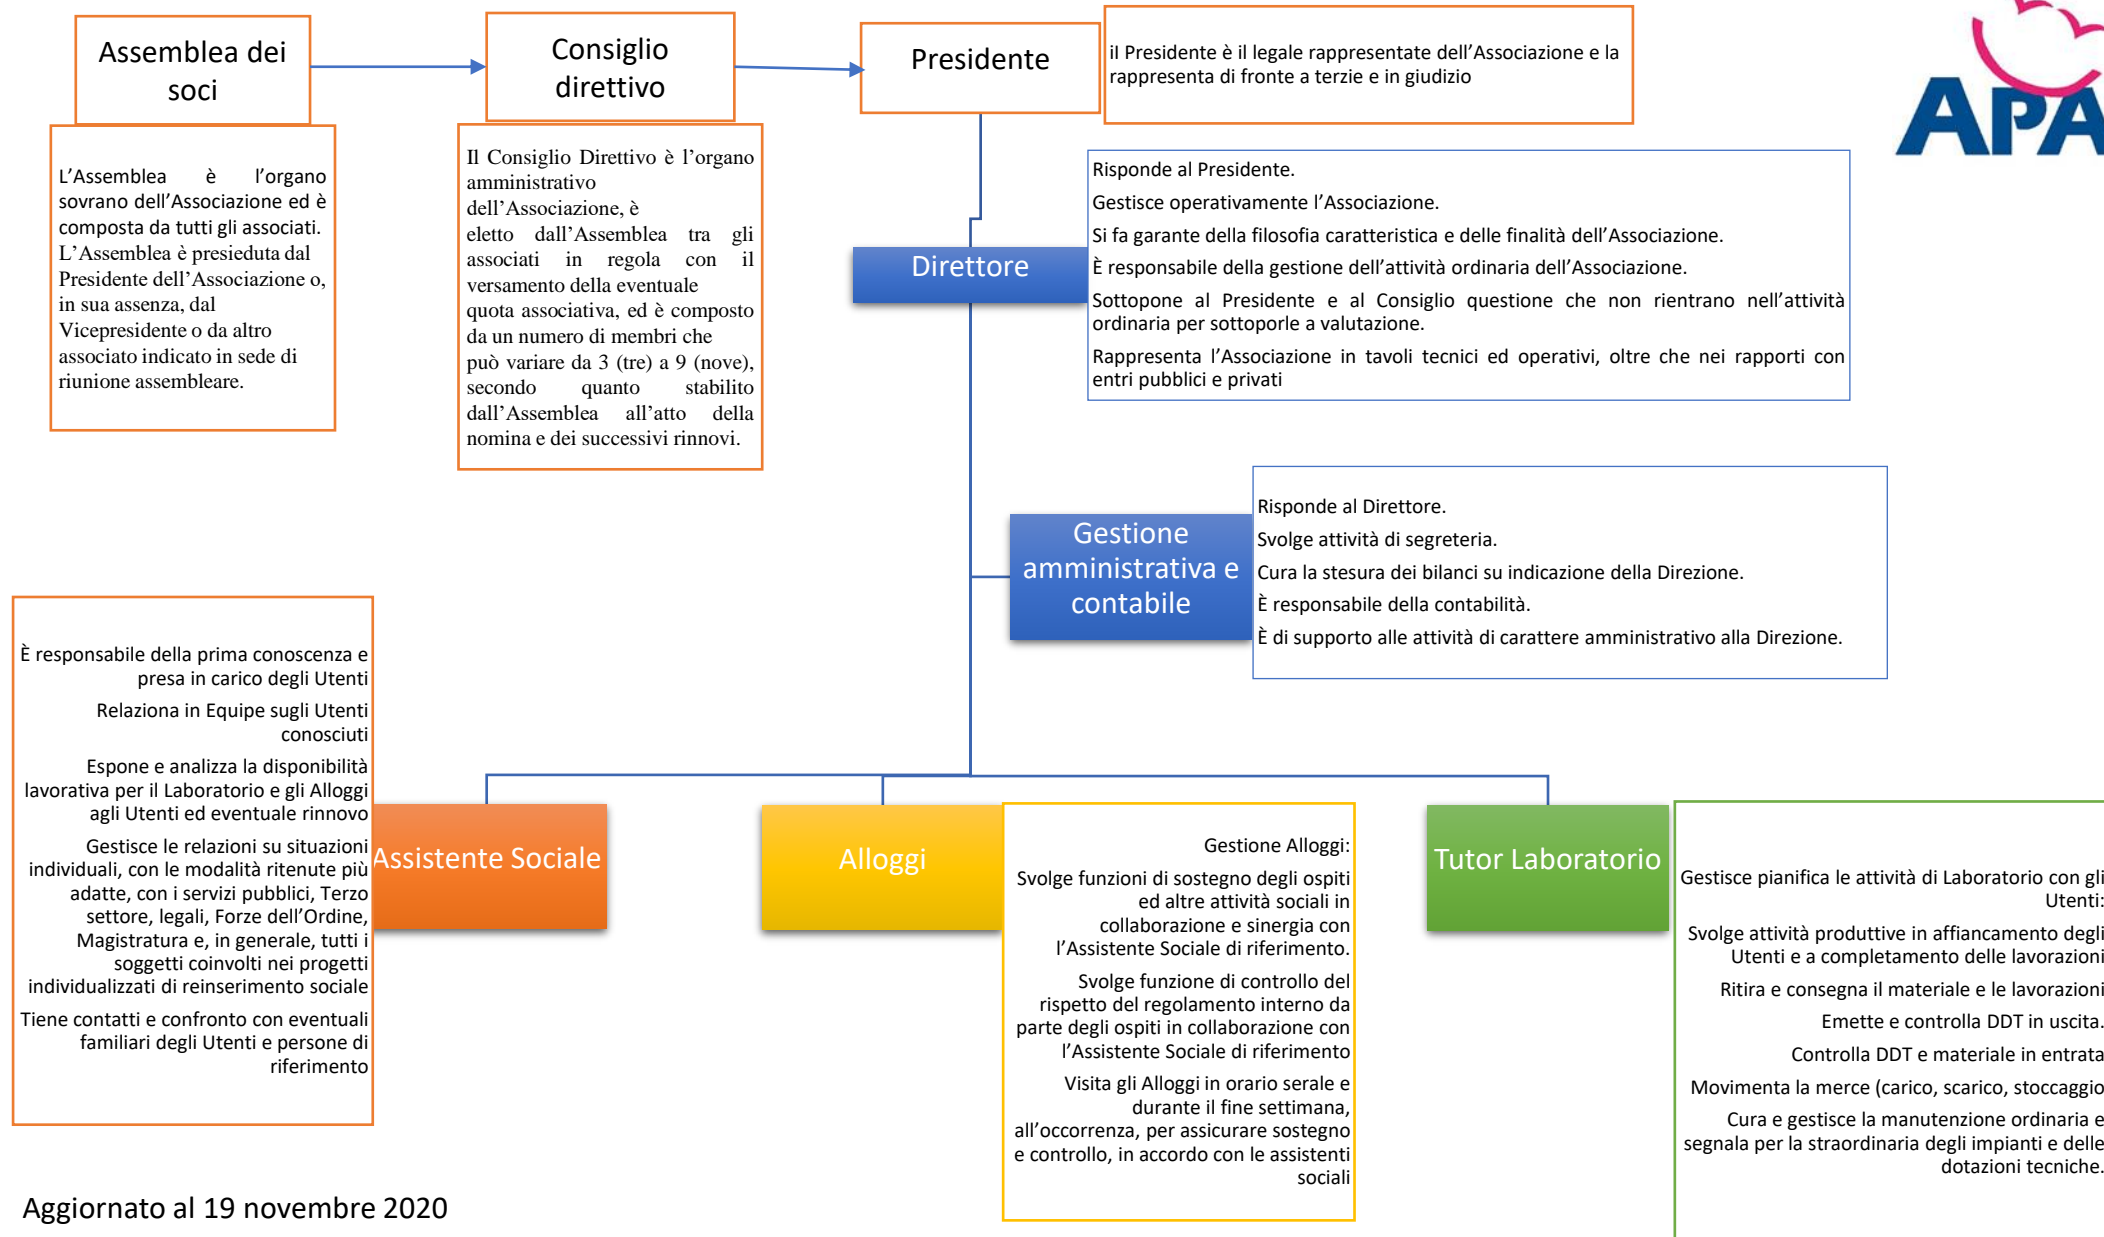 Assemblea dei
soci
L'Assemblea è l'organo
sovrano dell'Associazione ed è
composta da tutti gli associati.
L'Assemblea è presieduta dal
Presidente dell'Associazione o,
in sua assenza, dal
Vicepresidente o da altro
associato indicato in sede di
riunione assembleare.
Consiglio
direttivo
Il Consiglio Direttivo è l'organo
amministrativo
dell'Associazione, è
eletto dall'Assemblea tra gli
associati in regola con il
versamento della eventuale
quota associativa, ed è composto
da un numero di membri che
può variare da 3 (tre) a 9 (nove),
secondo quanto stabilito
dall'Assemblea all'atto della
nomina e dei successivi rinnovi.
Presidente
il Presidente è il legale rappresentate dell'Associazione e la
rappresenta di fronte a terzie e in giudizio
APA
Direttore
Risponde al Presidente.
Gestisce operativamente l'Associazione.
Si fa garante della filosofia caratteristica e delle finalità dell'Associazione.
È responsabile della gestione dell'attività ordinaria dell'Associazione.
Sottopone al Presidente e al Consiglio questione che non rientrano nell'attività
ordinaria per sottoporle a valutazione.
Rappresenta l'Associazione in tavoli tecnici ed operativi, oltre che nei rapporti con
entri pubblici e privati
Gestione
amministrativa e
contabile
Risponde al Direttore.
Svolge attività di segreteria.
Cura la stesura dei bilanci su indicazione della Direzione.
È responsabile della contabilità.
È di supporto alle attività di carattere amministrativo alla Direzione.
È responsabile della prima conoscenza e
presa in carico degli Utenti
Relaziona in Equipe sugli Utenti
conosciuti
Espone e analizza la disponibilità
lavorativa per il Laboratorio e gli Alloggi
agli Utenti ed eventuale rinnovo
Gestisce le relazioni su situazioni
individuali, con le modalità ritenute più
adatte, con i servizi pubblici, Terzo
settore, legali, Forze dell'Ordine,
Magistratura e, in generale, tutti i
soggetti coinvolti nei progetti
individualizzati di reinserimento sociale
Tiene contatti e confronto con eventuali
familiari degli Utenti e persone di
riferimento
Assistente Sociale
Alloggi
Gestione Alloggi:
Svolge funzioni di sostegno degli ospiti
ed altre attività sociali in
collaborazione e sinergia con
l'Assistente Sociale di riferimento.
Svolge funzione di controllo del
rispetto del regolamento interno da
parte degli ospiti in collaborazione con
l'Assistente Sociale di riferimento
Visita gli Alloggi in orario serale e
durante il fine settimana,
all'occorrenza, per assicurare sostegno
e controllo, in accordo con le assistenti
sociali
Tutor Laboratorio
Gestisce pianifica le attività di Laboratorio con gli
Utenti:
Svolge attività produttive in affiancamento degli
Utenti e a completamento delle lavorazioni
Ritira e consegna il materiale e le lavorazioni
Emette e controlla DDT in uscita.
Controlla DDT e materiale in entrata
Movimenta la merce (carico, scarico, stoccaggio
Cura e gestisce la manutenzione ordinaria e
segnala per la straordinaria degli impianti e delle
dotazioni tecniche.
Aggiornato al 19 novembre 2020